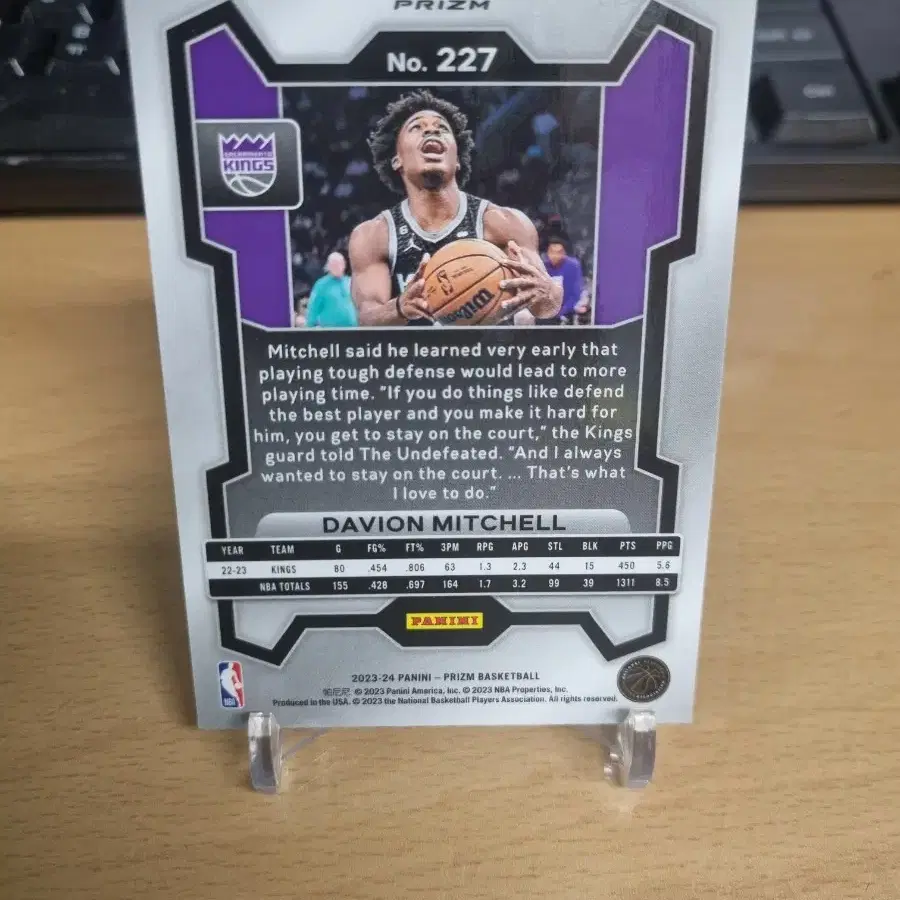 PRIZM
No. 227
SACRAMENTO
KINGS
6
Wilson
Mitchell said he learned very early that
playing tough defense would lead to more
playing time. "If you do things like defend
the best player and you make it hard for
him, you get to stay on the court," the Kings
guard told The Undefeated. "And I always
wanted to stay on the court. ... That's what
I love to do."
DAVION MITCHELL
YEAR TEAM G FG% FT% 3PM RPG APG STL BLK PTS PPG
22-23 KINGS 80 .454 .806 63 1.3 2.3 44 15 450 5.6
NBA TOTALS 155 .428 .697 164 1.7 3.2 99 39 1311 8.5
PANINI
2023-24 PANINI – PRIZM BASKETBALL
帕尼尼 © 2023 Panini America, Inc. © 2023 NBA Properties, Inc.
Produced in the USA. © 2023 the National Basketball Players Association. All rights reserved.
NBA